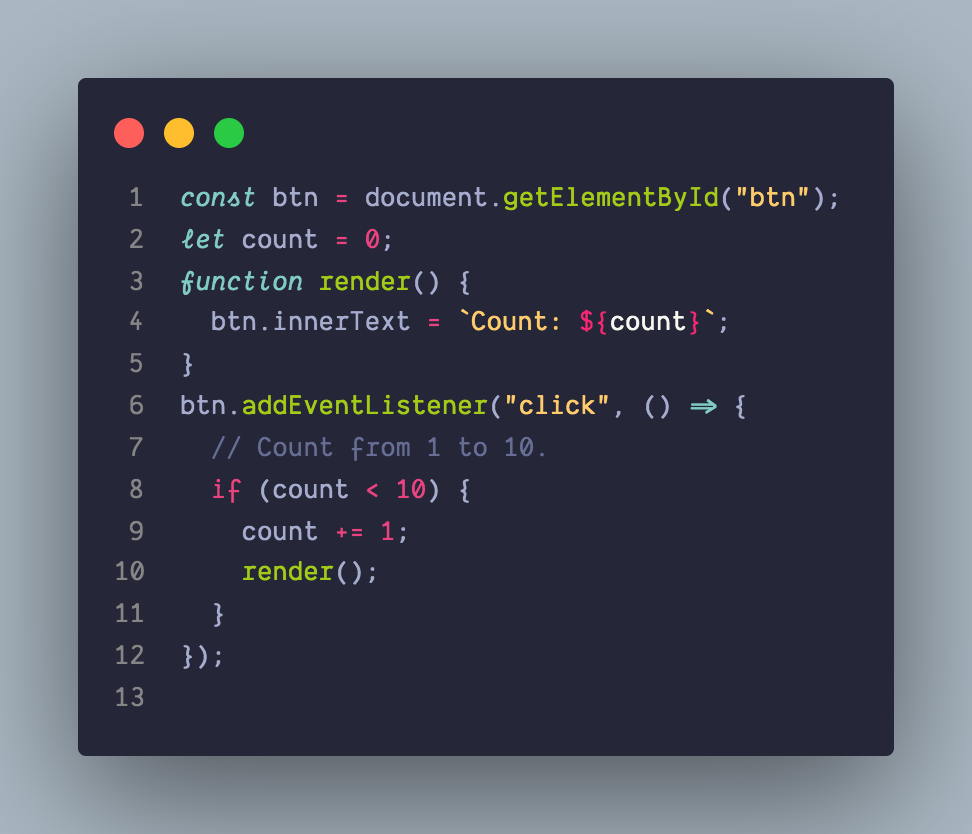 1 const btn = document.getElementById("btn");
2 let count = 0;
3 function render() {
4   btn.innerText = `Count: ${count}`;
5 }
6 btn.addEventListener("click", () => {
7   // Count from 1 to 10.
8   if (count < 10) {
9     count += 1;
10     render();
11   }
12 });
13